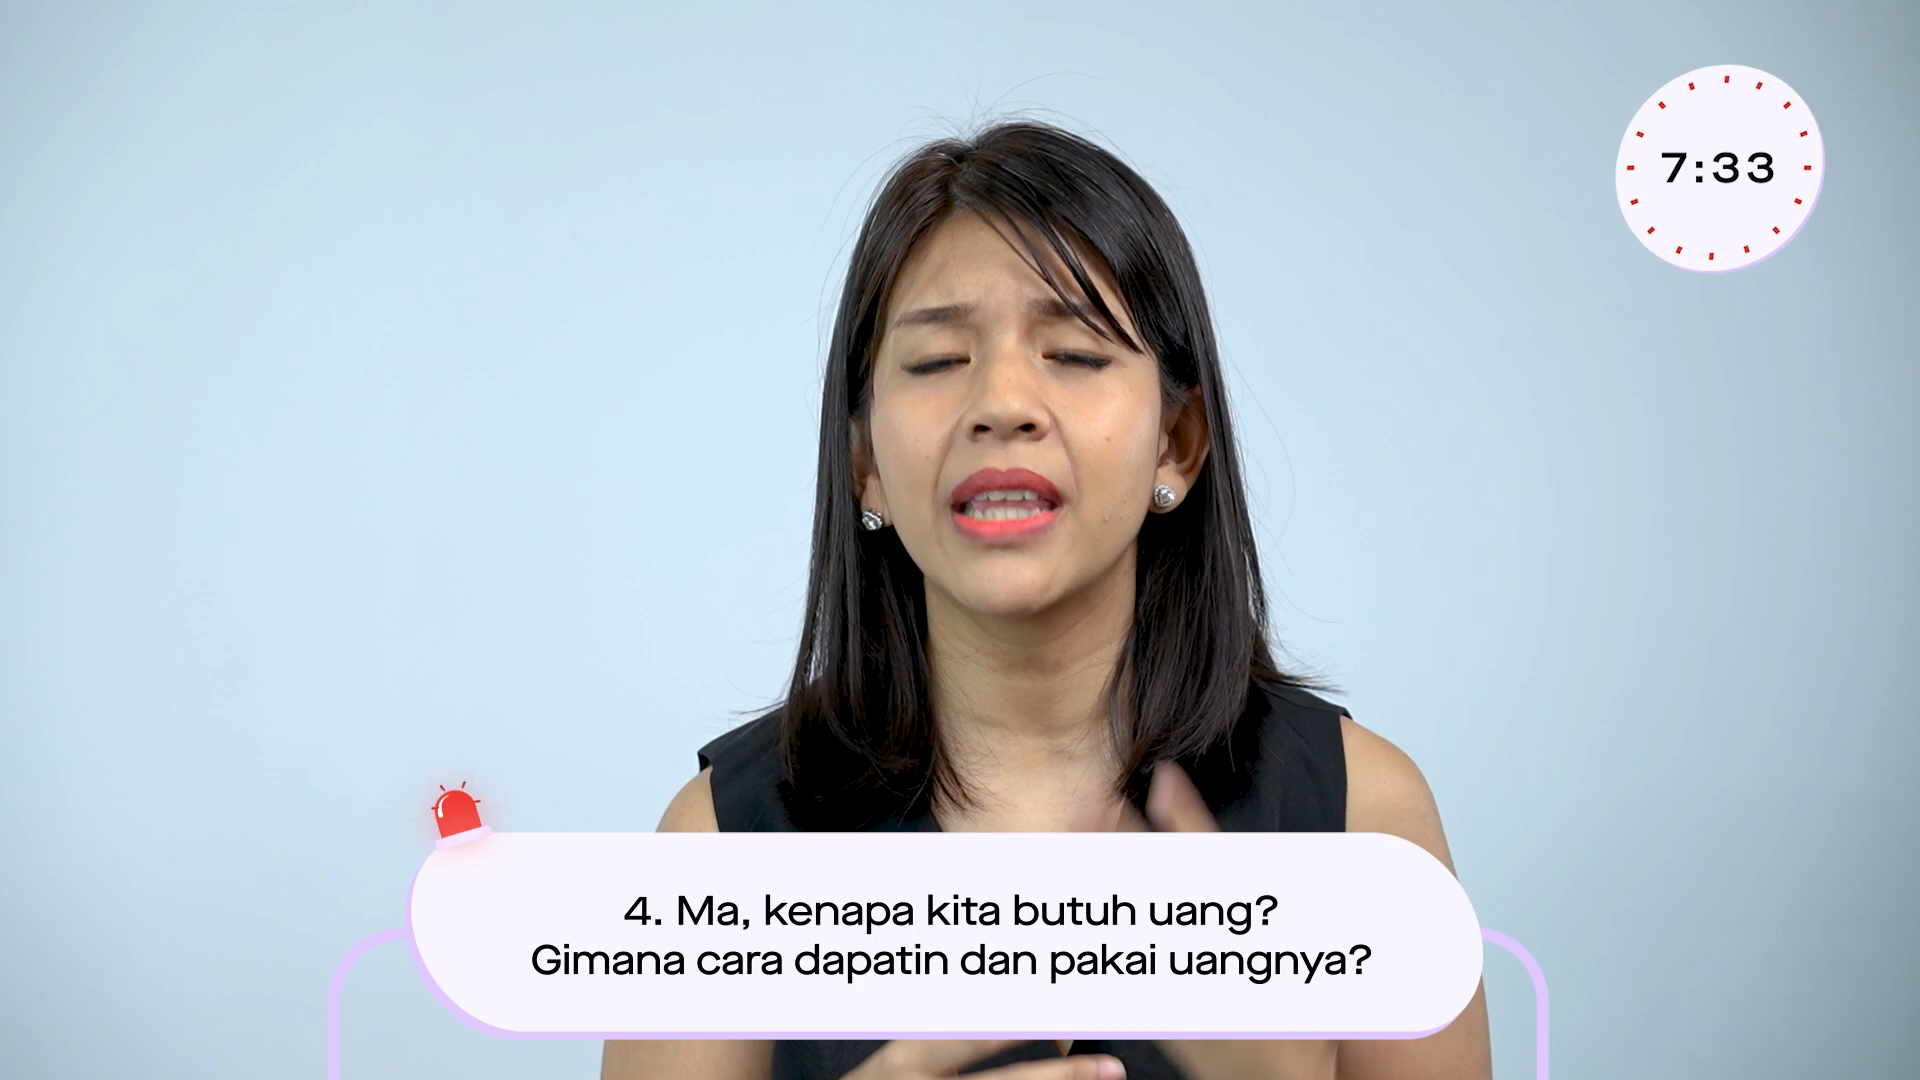 7:33
4. Ma, kenapa kita butuh uang?
Gimana cara dapatin dan pakai uangnya?